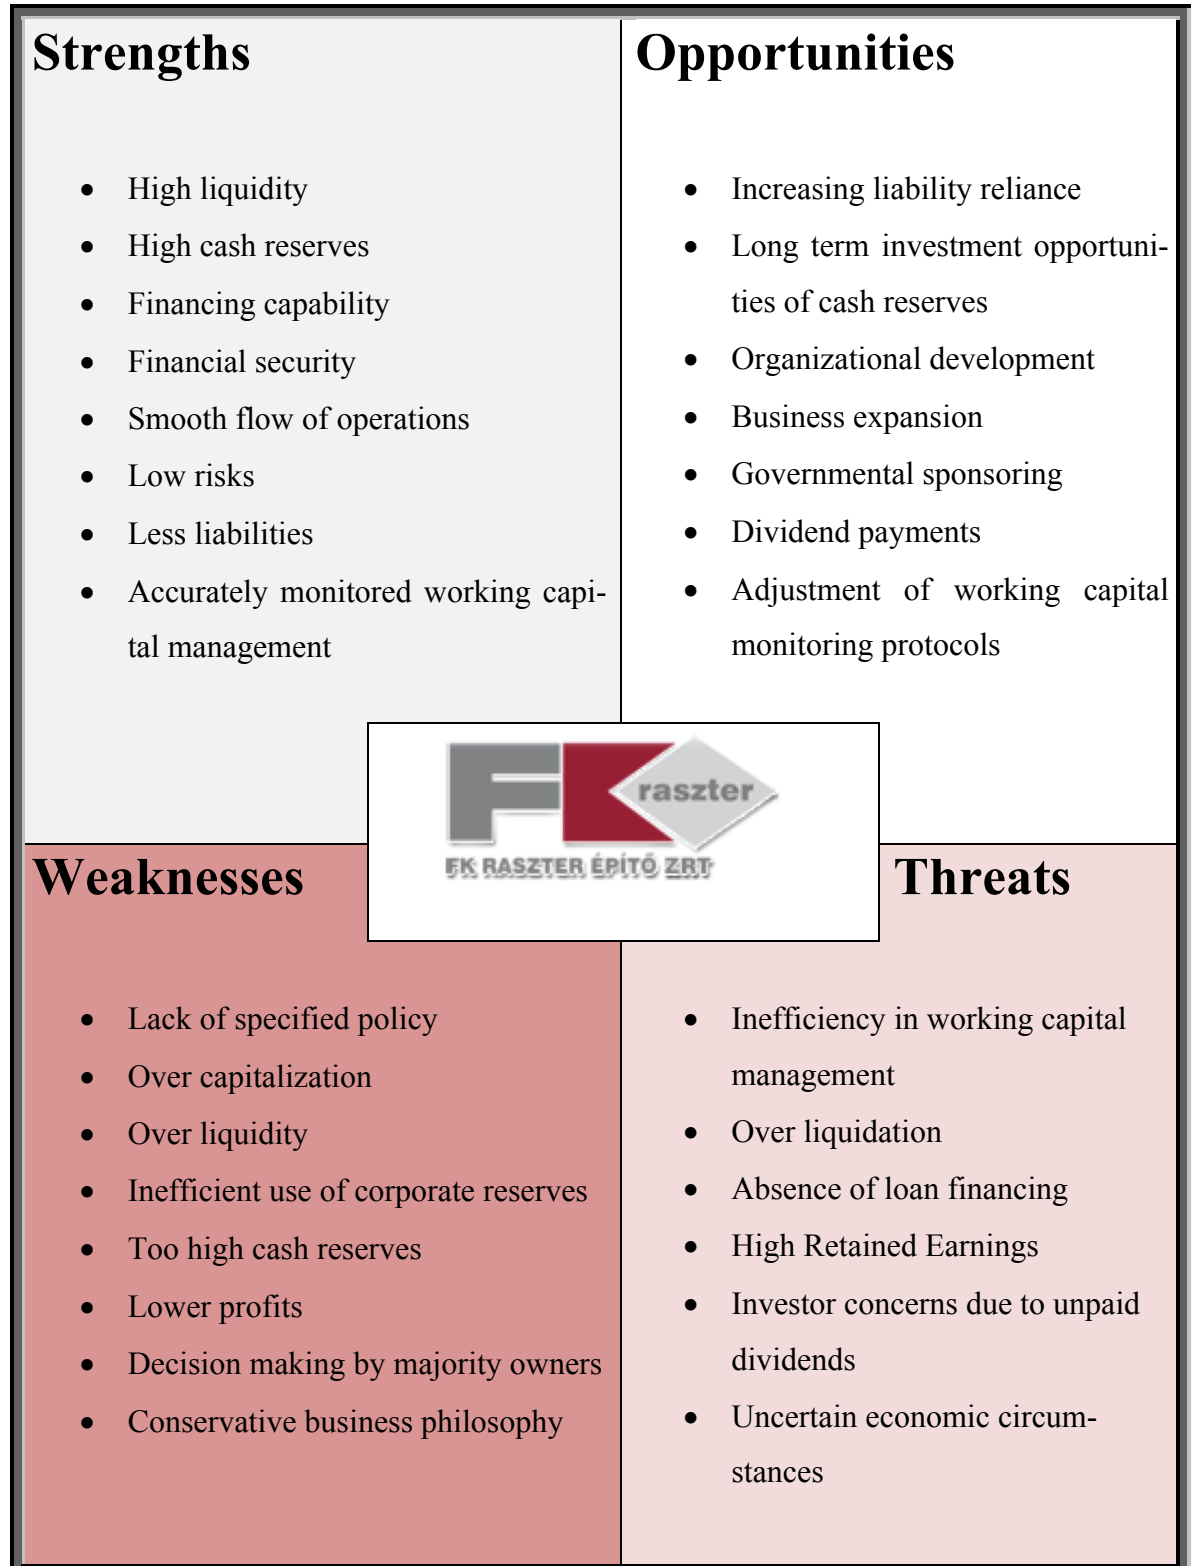 Strengths
• High liquidity
• High cash reserves
• Financing capability
• Financial security
• Smooth flow of operations
• Low risks
• Less liabilities
• Accurately monitored working capi-
tal management
Opportunities
• Increasing liability reliance
• Long term investment opportuni-
ties of cash reserves
• Organizational development
• Business expansion
• Governmental sponsoring
• Dividend payments
• Adjustment of working capital
monitoring protocols
FK
raszter
FK RASZTER ÉPÍTŐ ZRT
Weaknesses
• Lack of specified policy
• Over capitalization
• Over liquidity
• Inefficient use of corporate reserves
• Too high cash reserves
• Lower profits
• Decision making by majority owners
• Conservative business philosophy
Threats
• Inefficiency in working capital
management
• Over liquidation
• Absence of loan financing
• High Retained Earnings
• Investor concerns due to unpaid
dividends
• Uncertain economic circum-
stances